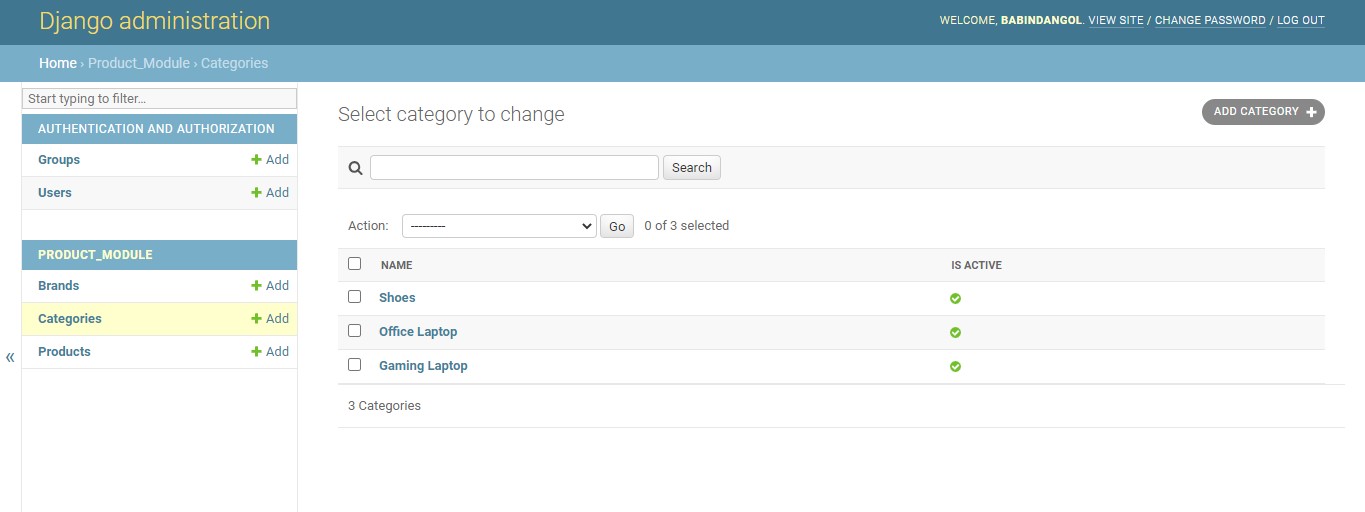 Django administration
WELCOME, BABINDANGOL. VIEW SITE / CHANGE PASSWORD / LOG OUT
Home › Product_Module › Categories
Start typing to filter...
AUTHENTICATION AND AUTHORIZATION
Groups + Add
Users + Add
PRODUCT_MODULE
Brands + Add
Categories + Add
Products + Add
«
Select category to change
ADD CATEGORY +
Search
Action: --------- Go 0 of 3 selected
NAME IS ACTIVE
Shoes
Office Laptop
Gaming Laptop
3 Categories